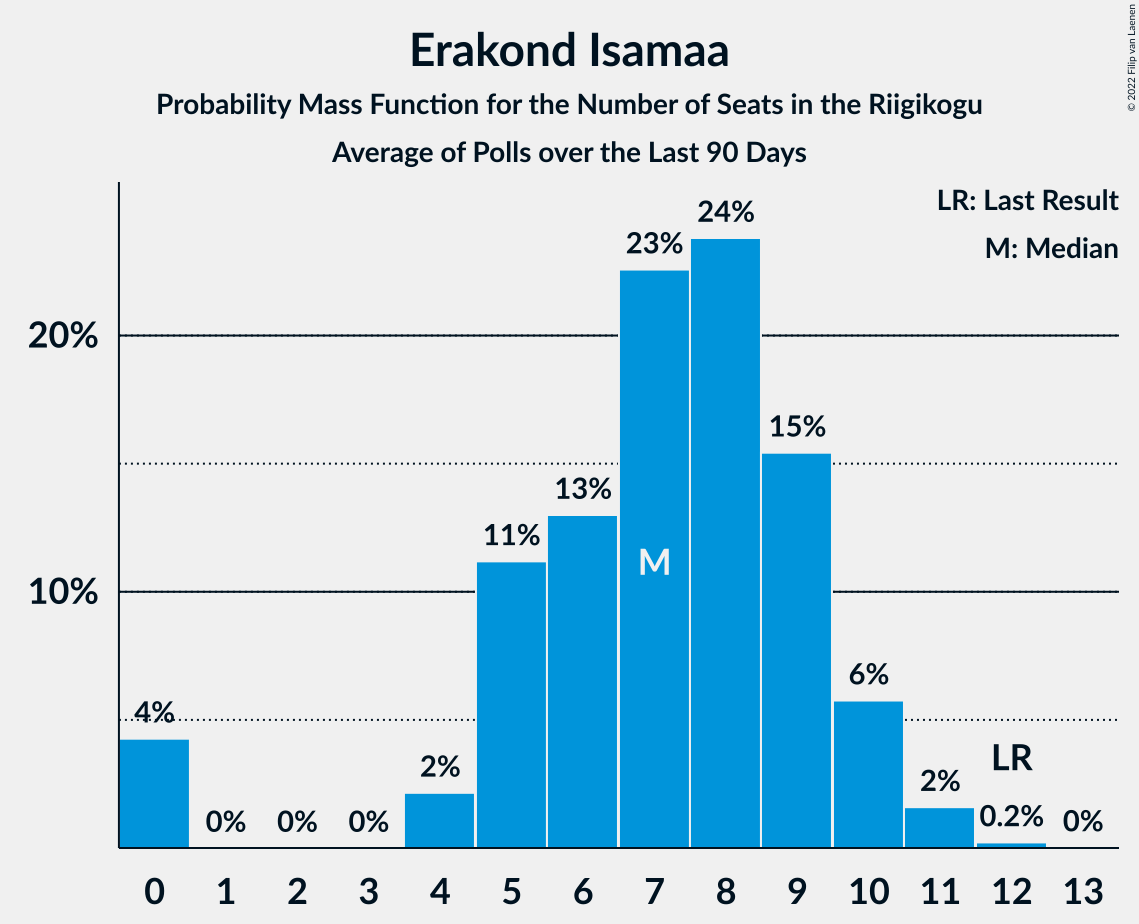 Erakond Isamaa
Probability Mass Function for the Number of Seats in the Riigikogu
Average of Polls over the Last 90 Days
© 2022 Filip van Laenen
LR: Last Result
M: Median
24%
23%
20%
15%
13%
11%
M
10%
6%
4%
LR
2%
2%
0% 0% 0% 0.2% 0%
0 1 2 3 4 5 6 7 8 9 10 11 12 13